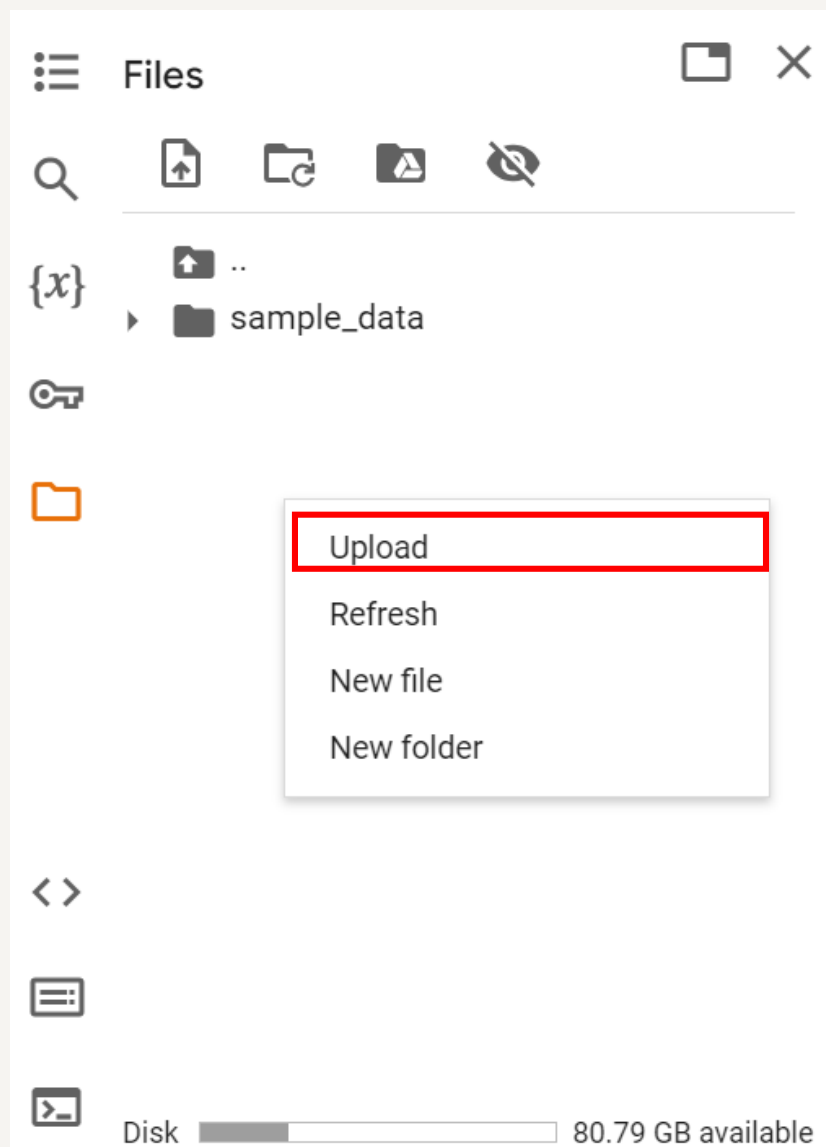 Files
..
sample_data
{x}
Upload
Refresh
New file
New folder
Disk 80.79 GB available